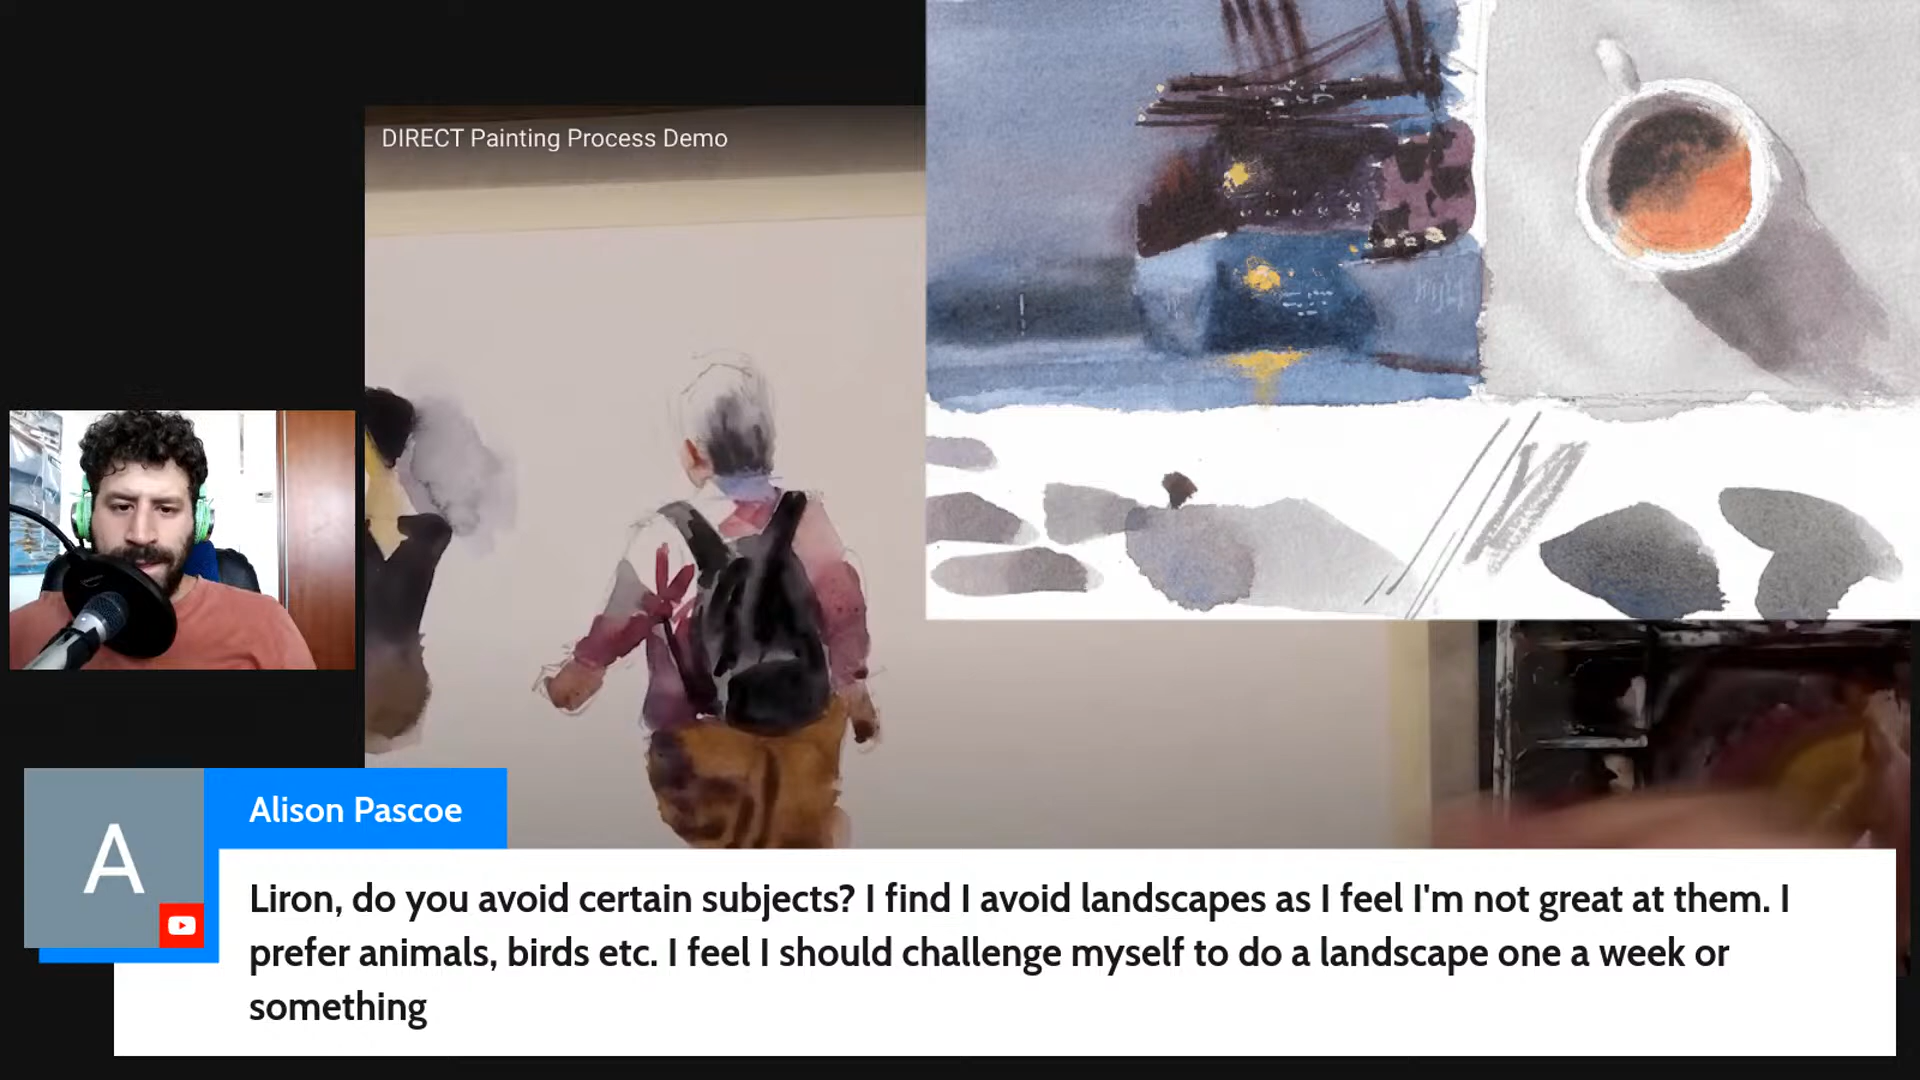 DIRECT Painting Process Demo
A
Alison Pascoe
Liron, do you avoid certain subjects? I find I avoid landscapes as I feel I'm not great at them. I
prefer animals, birds etc. I feel I should challenge myself to do a landscape one a week or
something